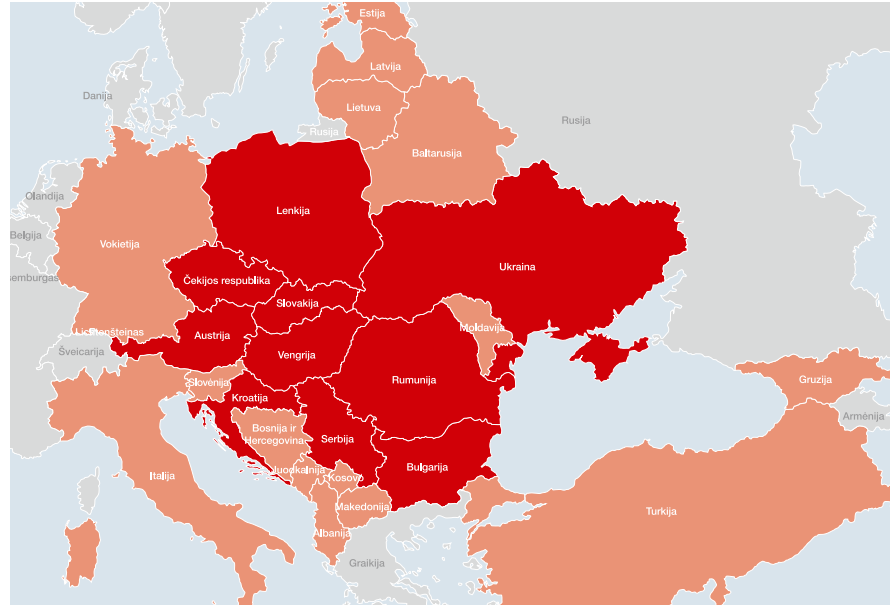 Estija
Latvija
Danija
Lietuva
Rusija
Rusija
Baltarusija
Olandija
Lenkija
Belgija
Vokietija
Ukraina
semburgas
Čekijos respublika
Slovakija
Moldavija
Lichtenšteinas
Austrija
Šveicarija
Vengrija
Rumunija
Slovėnija
Gruzija
Kroatija
Armėnija
Bosnija ir
Hercegovina
Serbija
Bulgarija
Juodkalnija
Kosovo
Italija
Makedonija
Turkija
Albanija
Graikija